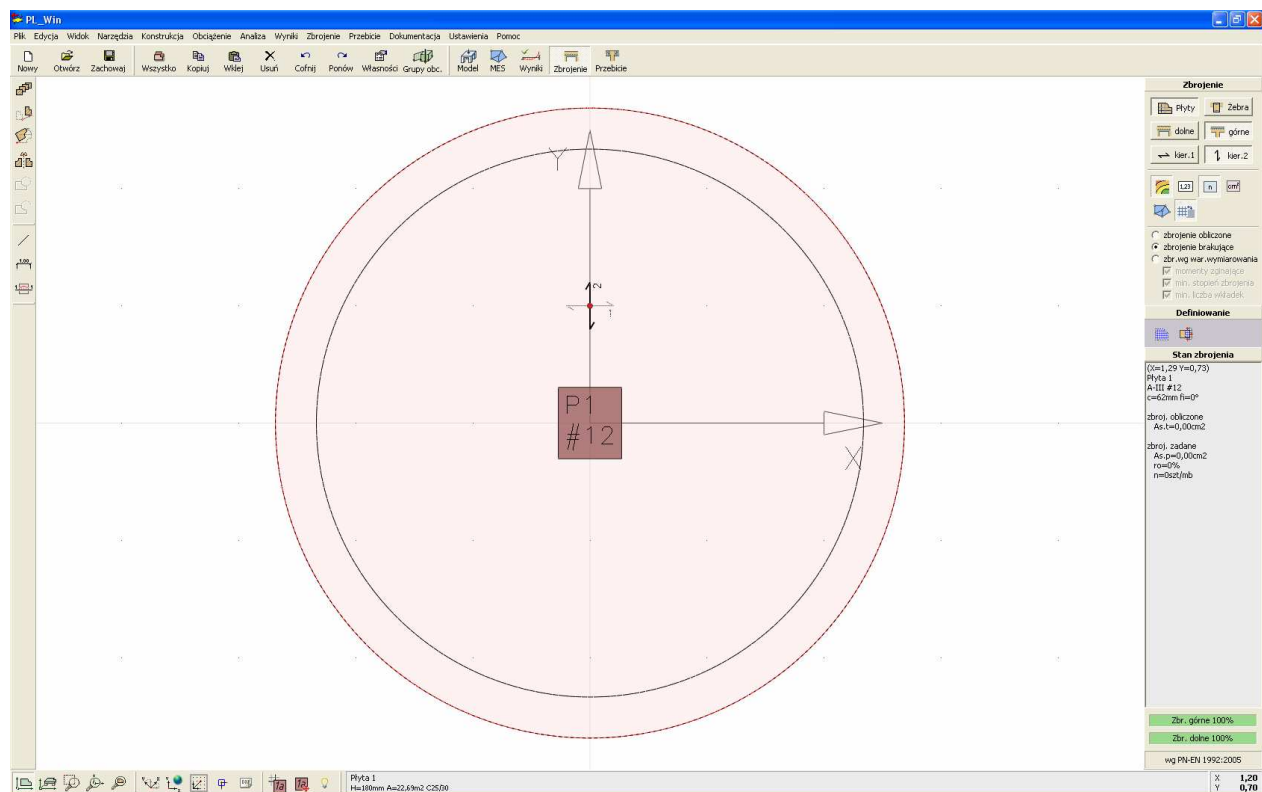 PL_Win
Plik Edycja Widok Narzędzia Konstrukcja Obciążenie Analiza Wyniki Zbrojenie Przebicie Dokumentacja Ustawienia Pomoc
Nowy Otwórz Zachowaj Wszystko Kopiuj Wklej Usuń Cofnij Ponów Własności Grupy obc. Model MES Wyniki Zbrojenie Przebicie
Zbrojenie
Płyty Żebra
dolne górne
kier.1 kier.2
1,23 n cm²
zbrojenie obliczone
zbrojenie brakujące
zbr.wg war.wymiarowania
momenty zginające
min. stopień zbrojenia
min. liczba wkładek
Definiowanie
Stan zbrojenia
(X=1,29 Y=0,73)
Płyta 1
A-III #12
c=62mm fi=0°
zbroj. obliczone
As.t=0,00cm2
zbroj. zadane
As.p=0,00cm2
ro=0%
n=0szt/mb
Zbr. górne 100%
Zbr. dolne 100%
wg PN-EN 1992:2005
Y
2
1
P1
#12
X
Płyta 1
H=180mm A=22,69m2 C25/30
X 1,20
Y 0,70